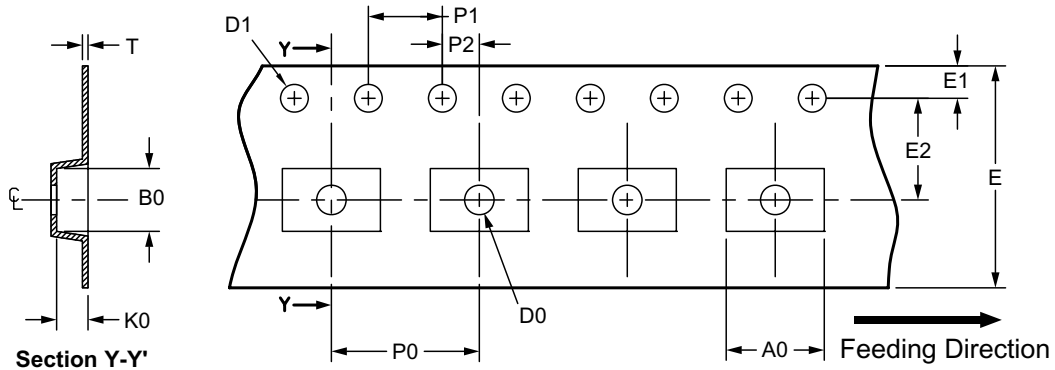 P1
D1
T
Y
P2
E1
E2
℄
B0
E
Y
D0
K0
P0
A0
Feeding Direction
Section Y-Y'